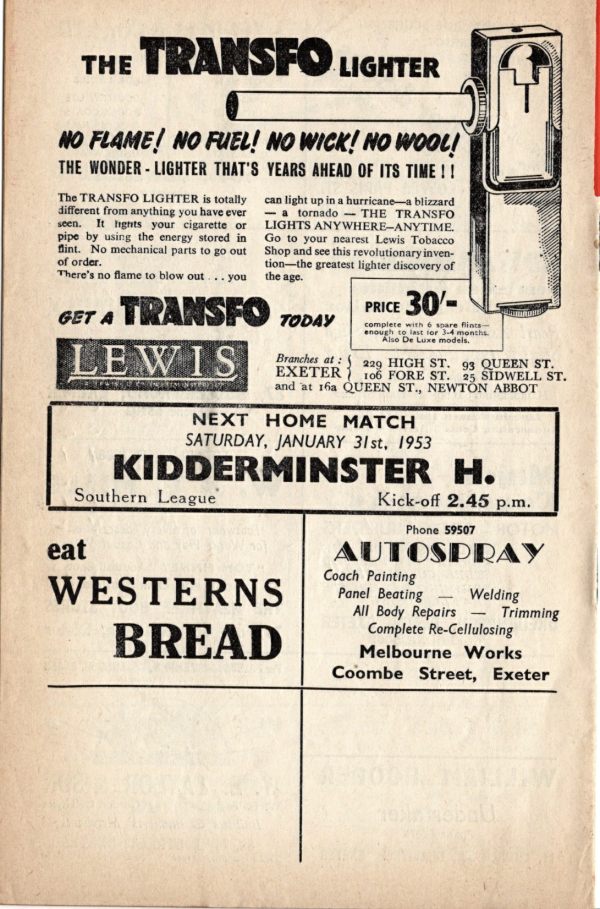 THE TRANSFO LIGHTER
NO FLAME! NO FUEL! NO WICK! NO WOOL!
THE WONDER - LIGHTER THAT'S YEARS AHEAD OF ITS TIME ! !
The TRANSFO LIGHTER is totally
different from anything you have ever
seen. It lights your cigarette or
pipe by using the energy stored in
flint. No mechanical parts to go out
of order.
There's no flame to blow out . . . you
can light up in a hurricane—a blizzard
— a tornado — THE TRANSFO
LIGHTS ANYWHERE—ANYTIME.
Go to your nearest Lewis Tobacco
Shop and see this revolutionary inven-
tion—the greatest lighter discovery of
the age.
GET A TRANSFO TODAY
PRICE 30'-
complete with 6 spare flints—
enough to last for 3-4 months.
Also De Luxe models.
LEWIS
Branches at : { 229 HIGH ST. 93 QUEEN ST.
EXETER } 106 FORE ST. 25 SIDWELL ST.
and at 16a QUEEN ST., NEWTON ABBOT
NEXT HOME MATCH
SATURDAY, JANUARY 31st, 1953
KIDDERMINSTER H.
Southern League Kick-off 2.45 p.m.
eat
WESTERNS
BREAD
Phone 59507
AUTOSPRAY
Coach Painting
Panel Beating — Welding
All Body Repairs — Trimming
Complete Re-Cellulosing
Melbourne Works
Coombe Street, Exeter